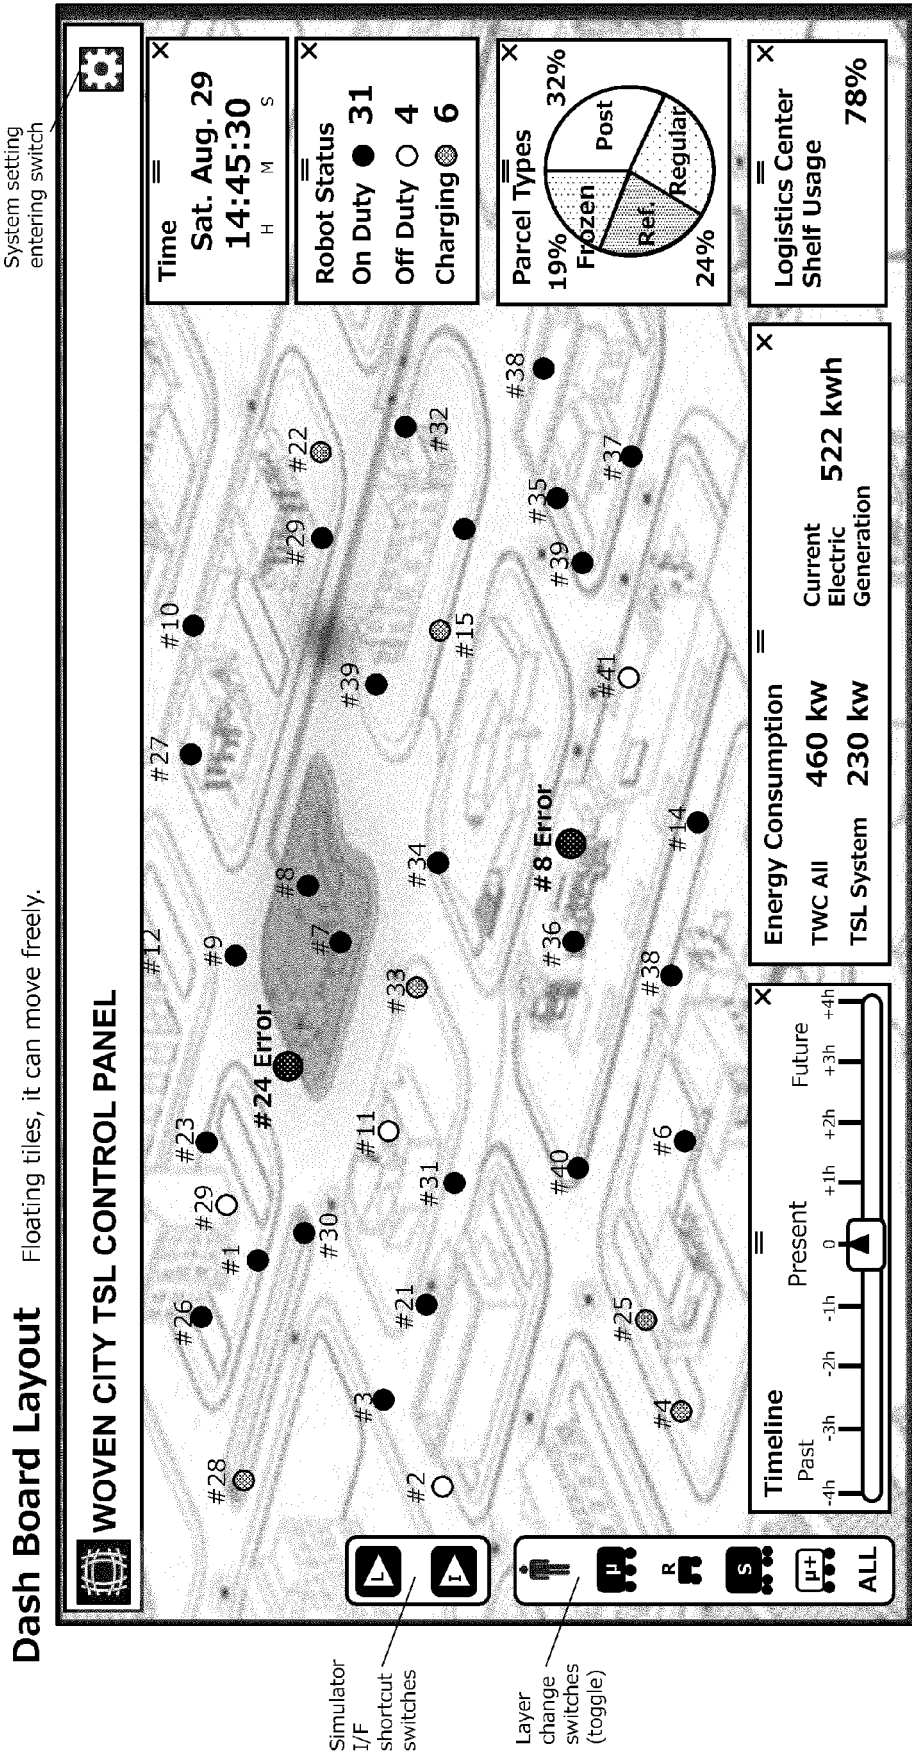 Dash Board Layout
Floating tiles, it can move freely.
System setting
entering switch
WOVEN CITY TSL CONTROL PANEL
Time
Sat. Aug. 29
14:45:30
H M S
Robot Status
On Duty 31
Off Duty 4
Charging 6
Parcel Types
19%
32%
Frozen
Post
Ref.
Regular
24%
Logistics Center
Shelf Usage
78%
Simulator
I/F
shortcut
switches
L
I
Layer
change
switches
(toggle)
μ
R
S
μ+
ALL
#28
#26
#1
#29
#23
#30
#24 Error
#9
#12
#8
#7
#27
#10
#29
#22
#39
#32
#15
#2
#3
#21
#31
#11
#33
#34
#4
#25
#40
#6
#38
#36
#8 Error
#14
#41
#39
#35
#37
#38
Timeline
Past
Present
Future
-4h -3h -2h -1h 0 +1h +2h +3h +4h
Energy Consumption
TWC All 460 kw
TSL System 230 kw
Current
Electric
Generation
522 kwh